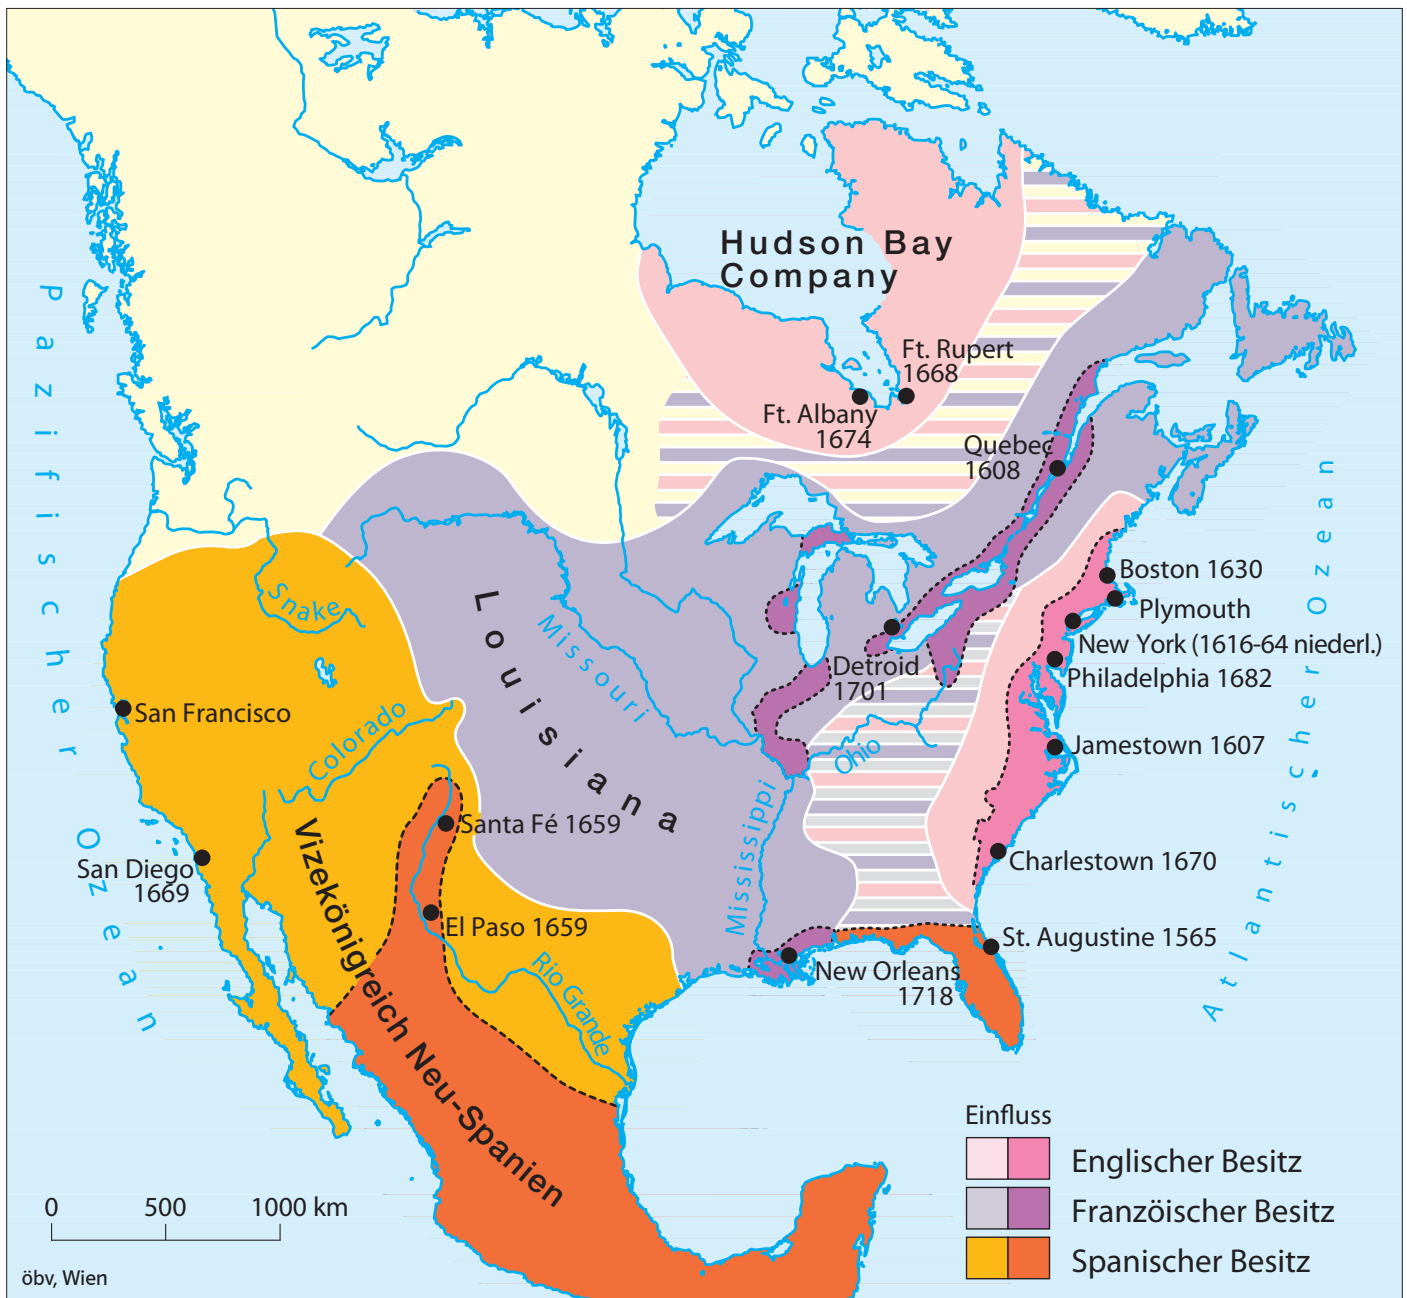 Hudson Bay
Company
Ft. Rupert
1668
Ft. Albany
1674
Quebec
1608
Pazifischer Ozean
Atlantischer Ozean
Boston 1630
Plymouth
New York (1616-64 niederl.)
Philadelphia 1682
Detroid
1701
Jamestown 1607
Snake
Missouri
Louisiana
San Francisco
Colorado
Ohio
Mississippi
Santa Fé 1659
San Diego
1669
Charlestown 1670
El Paso 1659
St. Augustine 1565
New Orleans
1718
Rio Grande
Vizekönigreich Neu-Spanien
Einfluss
Englischer Besitz
Französcher Besitz
Spanischer Besitz
0 500 1000 km
öbv, Wien